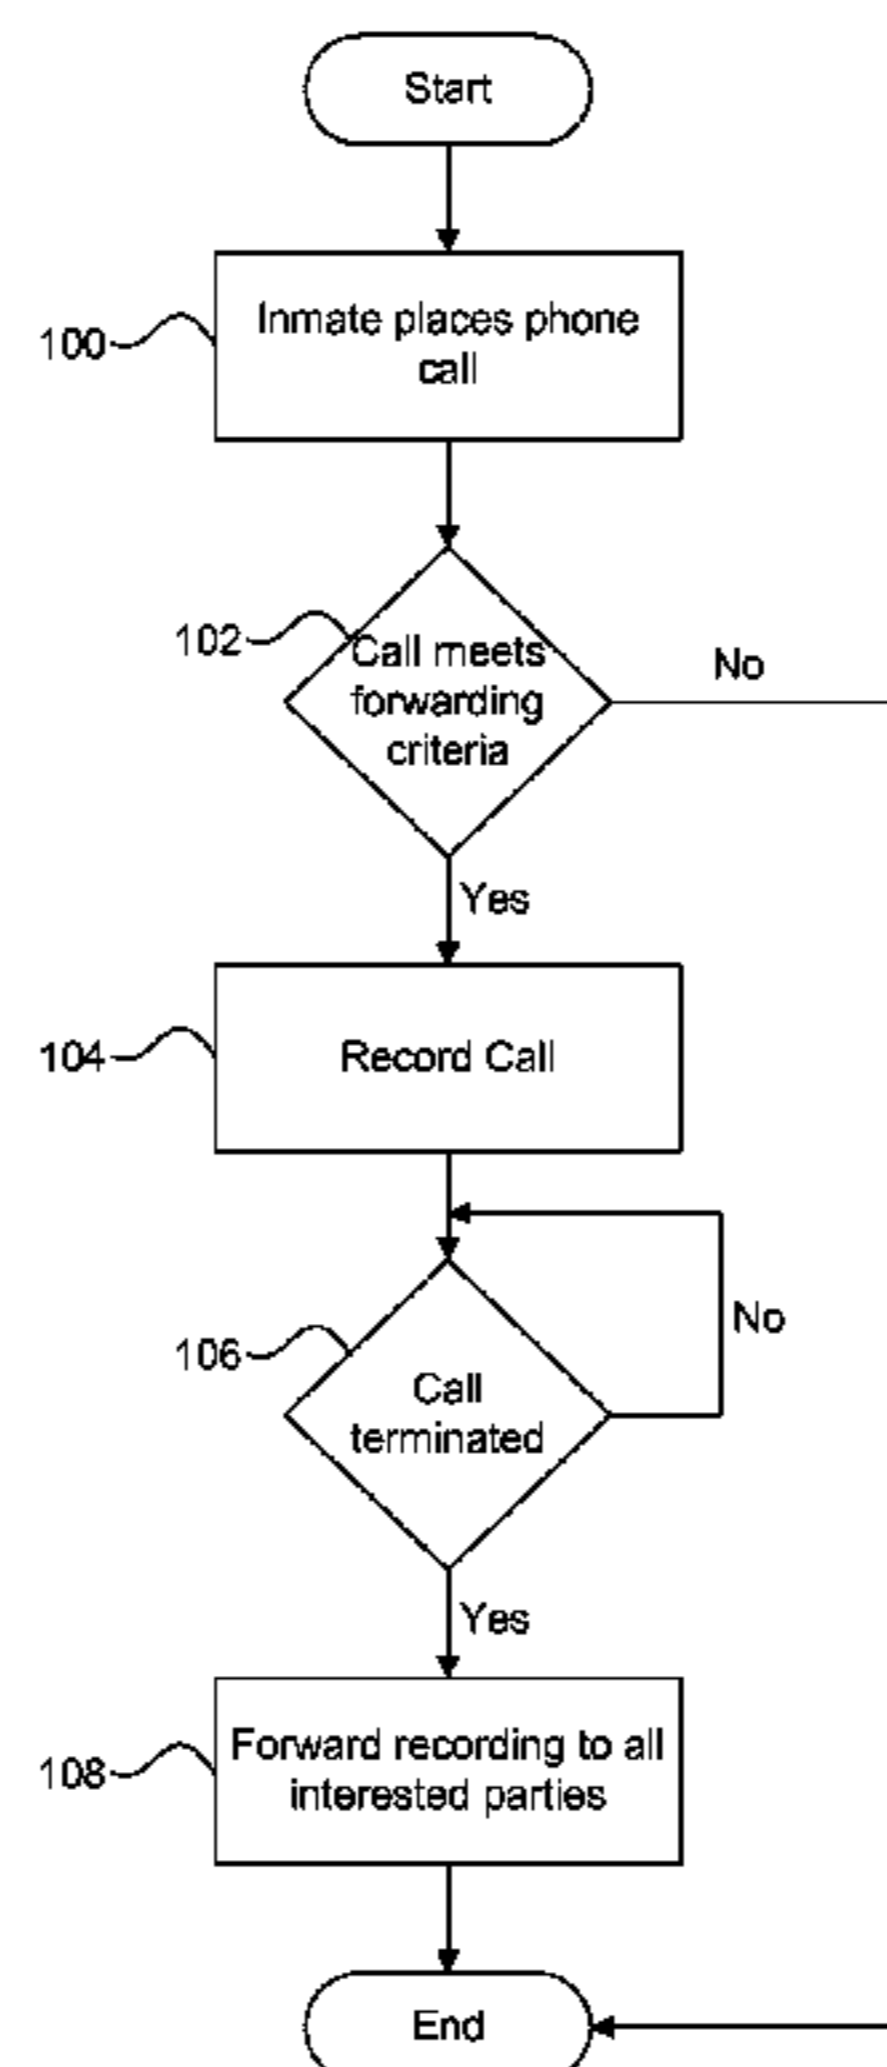 Start
100
Inmate places phone
call
102
Call meets
forwarding
criteria
No
Yes
104
Record Call
106
Call
terminated
No
Yes
108
Forward recording to all
interested parties
End